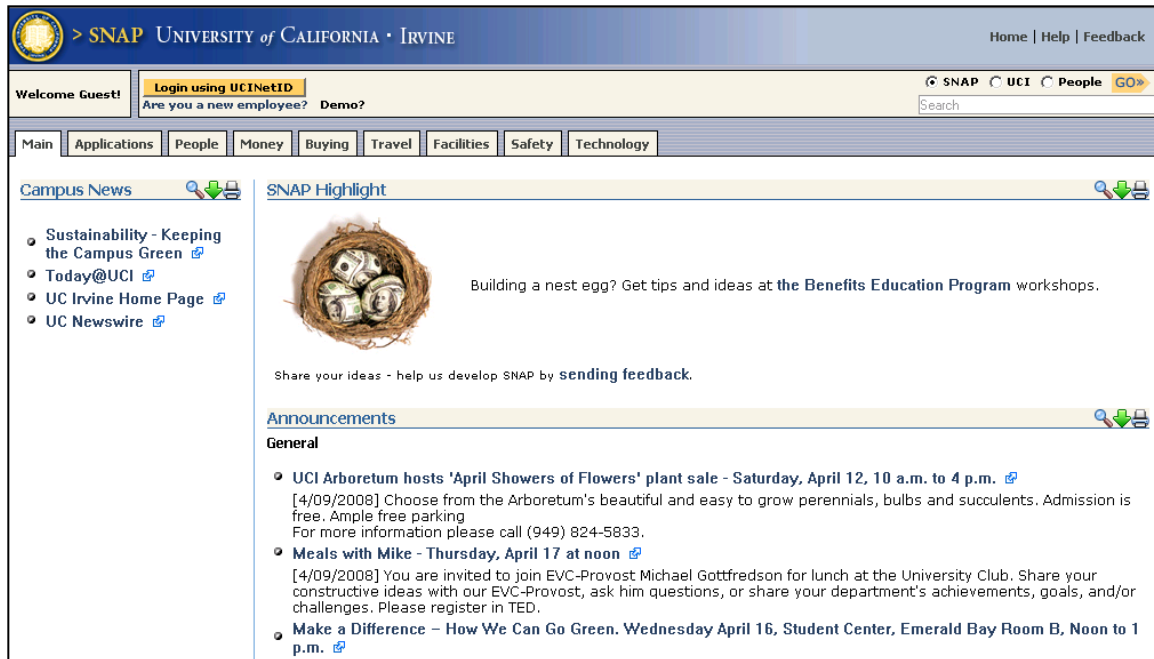 > SNAP UNIVERSITY of CALIFORNIA · IRVINE
Home | Help | Feedback
Welcome Guest!
Login using UCINetID
Are you a new employee? Demo?
SNAP UCI People GO»
Search
Main Applications People Money Buying Travel Facilities Safety Technology
Campus News
Sustainability - Keeping
the Campus Green
Today@UCI
UC Irvine Home Page
UC Newswire
SNAP Highlight
Building a nest egg? Get tips and ideas at the Benefits Education Program workshops.
Share your ideas - help us develop SNAP by sending feedback.
Announcements
General
UCI Arboretum hosts 'April Showers of Flowers' plant sale - Saturday, April 12, 10 a.m. to 4 p.m.
[4/09/2008] Choose from the Arboretum's beautiful and easy to grow perennials, bulbs and succulents. Admission is
free. Ample free parking
For more information please call (949) 824-5833.
Meals with Mike - Thursday, April 17 at noon
[4/09/2008] You are invited to join EVC-Provost Michael Gottfredson for lunch at the University Club. Share your
constructive ideas with our EVC-Provost, ask him questions, or share your department's achievements, goals, and/or
challenges. Please register in TED.
Make a Difference – How We Can Go Green. Wednesday April 16, Student Center, Emerald Bay Room B, Noon to 1
p.m.